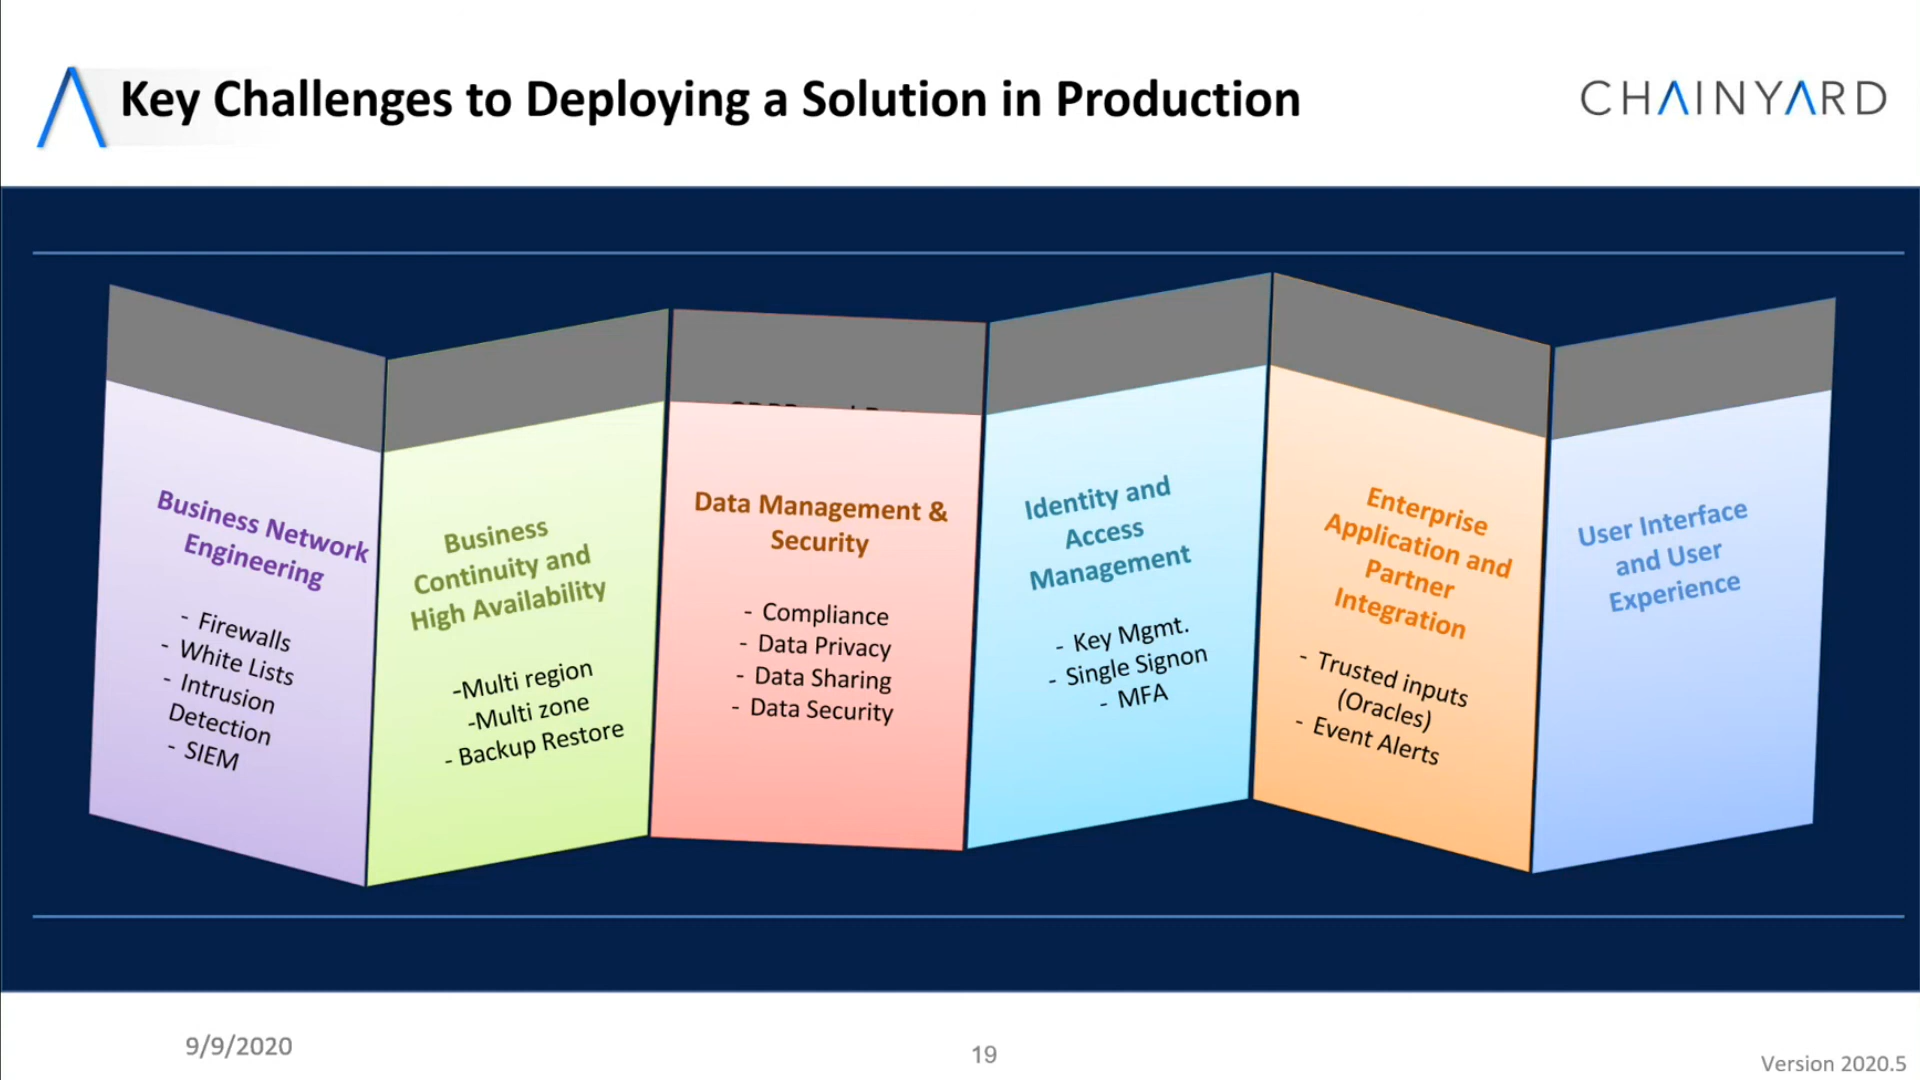 Key Challenges to Deploying a Solution in Production
CHAINYARD
Business Network
Engineering
- Firewalls
- White Lists
- Intrusion
Detection
- SIEM
Business
Continuity and
High Availability
-Multi region
-Multi zone
- Backup Restore
Data Management &
Security
- Compliance
- Data Privacy
- Data Sharing
- Data Security
Identity and
Access
Management
- Key Mgmt.
- Single Signon
- MFA
Enterprise
Application and
Partner
Integration
- Trusted inputs
(Oracles)
- Event Alerts
User Interface
and User
Experience
9/9/2020
19
Version 2020.5